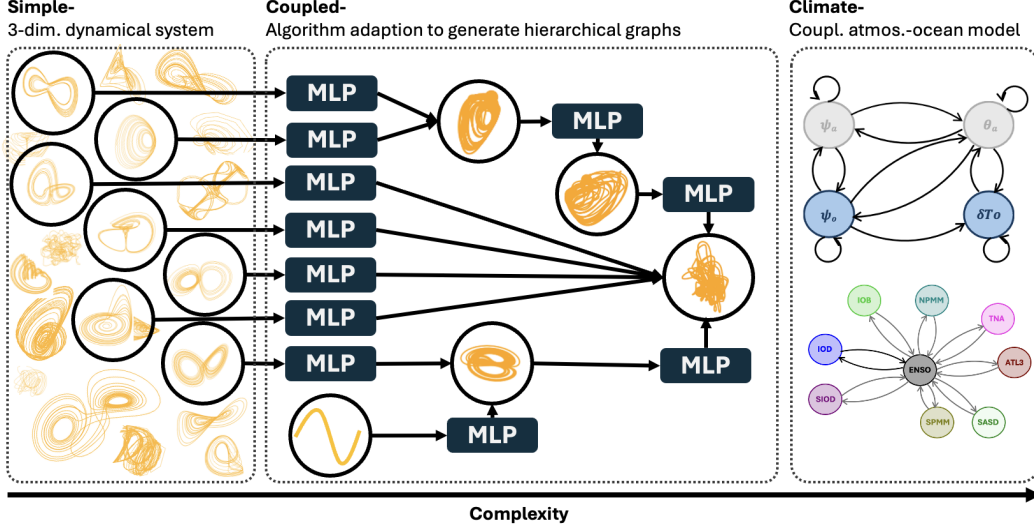 Simple-
3-dim. dynamical system
Coupled-
Algorithm adaption to generate hierarchical graphs
Climate-
Coupl. atmos.-ocean model
MLP
MLP
MLP
MLP
MLP
MLP
MLP
MLP
MLP
MLP
MLP
ψₐ
θₐ
ψₒ
δTo
IOB
NPMM
TNA
IOD
ENSO
ATL3
SIOD
SPMM
SASD
Complexity